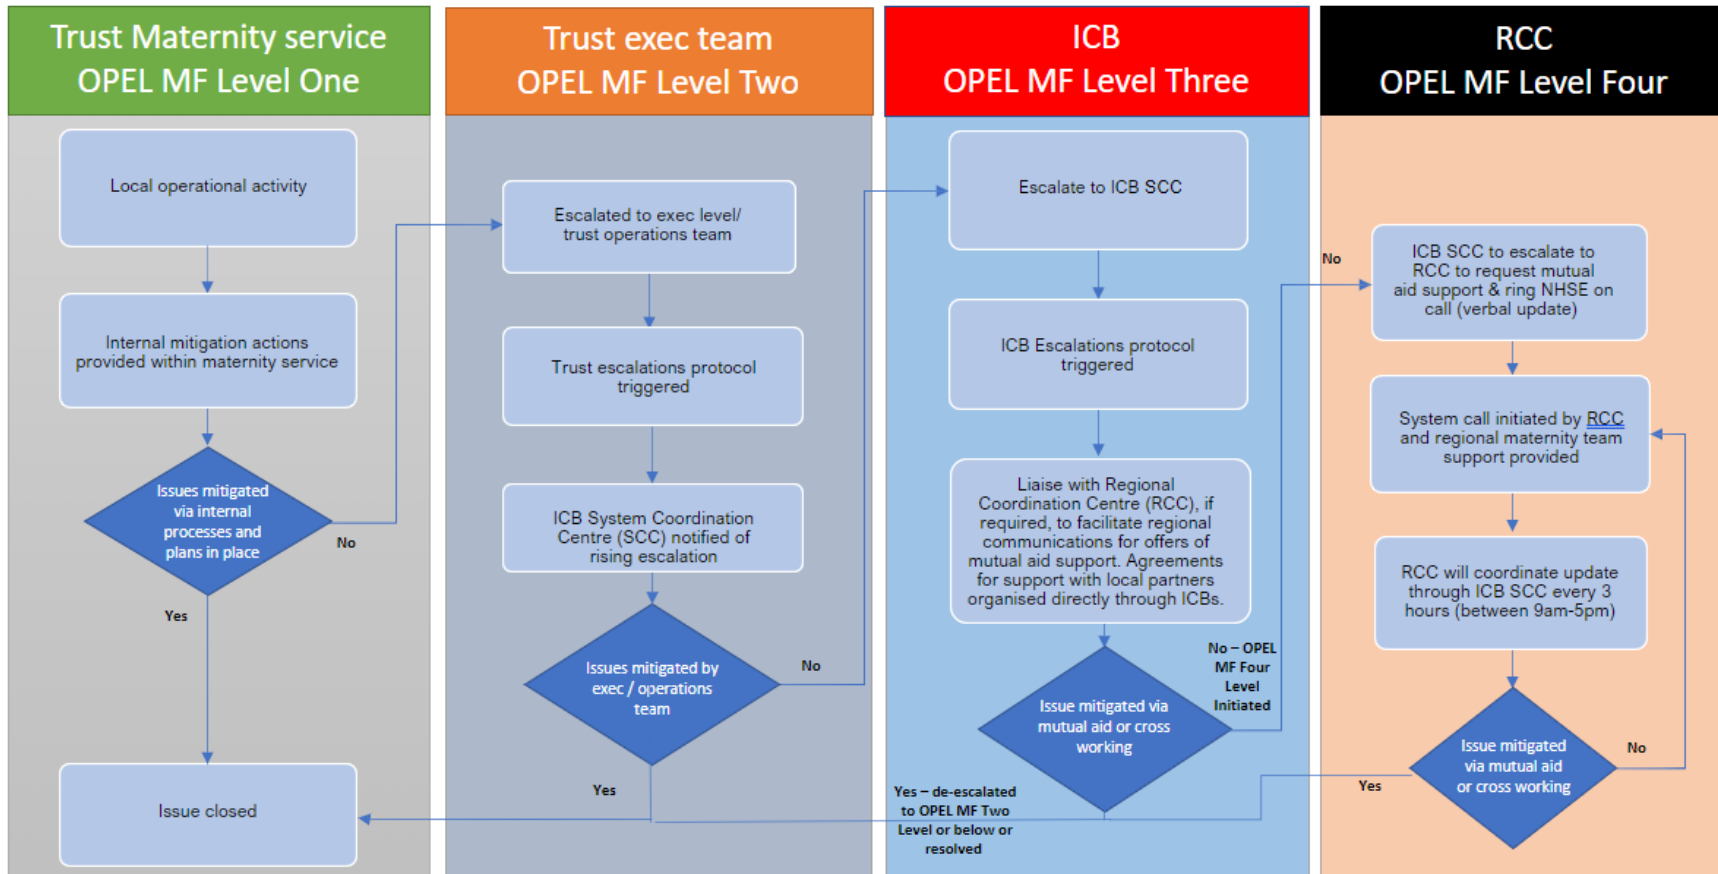 Trust Maternity service
OPEL MF Level One
Local operational activity
Internal mitigation actions
provided within maternity service
Issues mitigated
via internal
processes and
plans in place
No
Yes
Issue closed
Trust exec team
OPEL MF Level Two
Escalated to exec level/
trust operations team
Trust escalations protocol
triggered
ICB System Coordination
Centre (SCC) notified of
rising escalation
Issues mitigated by
exec / operations
team
No
Yes
ICB
OPEL MF Level Three
Escalate to ICB SCC
ICB Escalations protocol
triggered
Liaise with Regional
Coordination Centre (RCC), if
required, to facilitate regional
communications for offers of
mutual aid support. Agreements
for support with local partners
organised directly through ICBs.
Issue mitigated via
mutual aid or cross
working
No – OPEL
MF Four
Level
Initiated
Yes – de-escalated
to OPEL MF Two
Level or below or
resolved
RCC
OPEL MF Level Four
No
ICB SCC to escalate to
RCC to request mutual
aid support & ring NHSE on
call (verbal update)
System call initiated by RCC
and regional maternity team
support provided
RCC will coordinate update
through ICB SCC every 3
hours (between 9am-5pm)
Issue mitigated
via mutual aid
or cross working
No
Yes